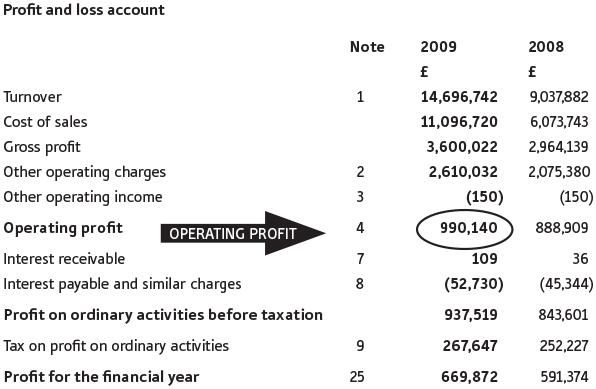 Profit and loss account
Note 2009 2008
£ £
Turnover 1 14,696,742 9,037,882
Cost of sales 11,096,720 6,073,743
Gross profit 3,600,022 2,964,139
Other operating charges 2 2,610,032 2,075,380
Other operating income 3 (150) (150)
Operating profit OPERATING PROFIT 4 990,140 888,909
Interest receivable 7 109 36
Interest payable and similar charges 8 (52,730) (45,344)
Profit on ordinary activities before taxation 937,519 843,601
Tax on profit on ordinary activities 9 267,647 252,227
Profit for the financial year 25 669,872 591,374